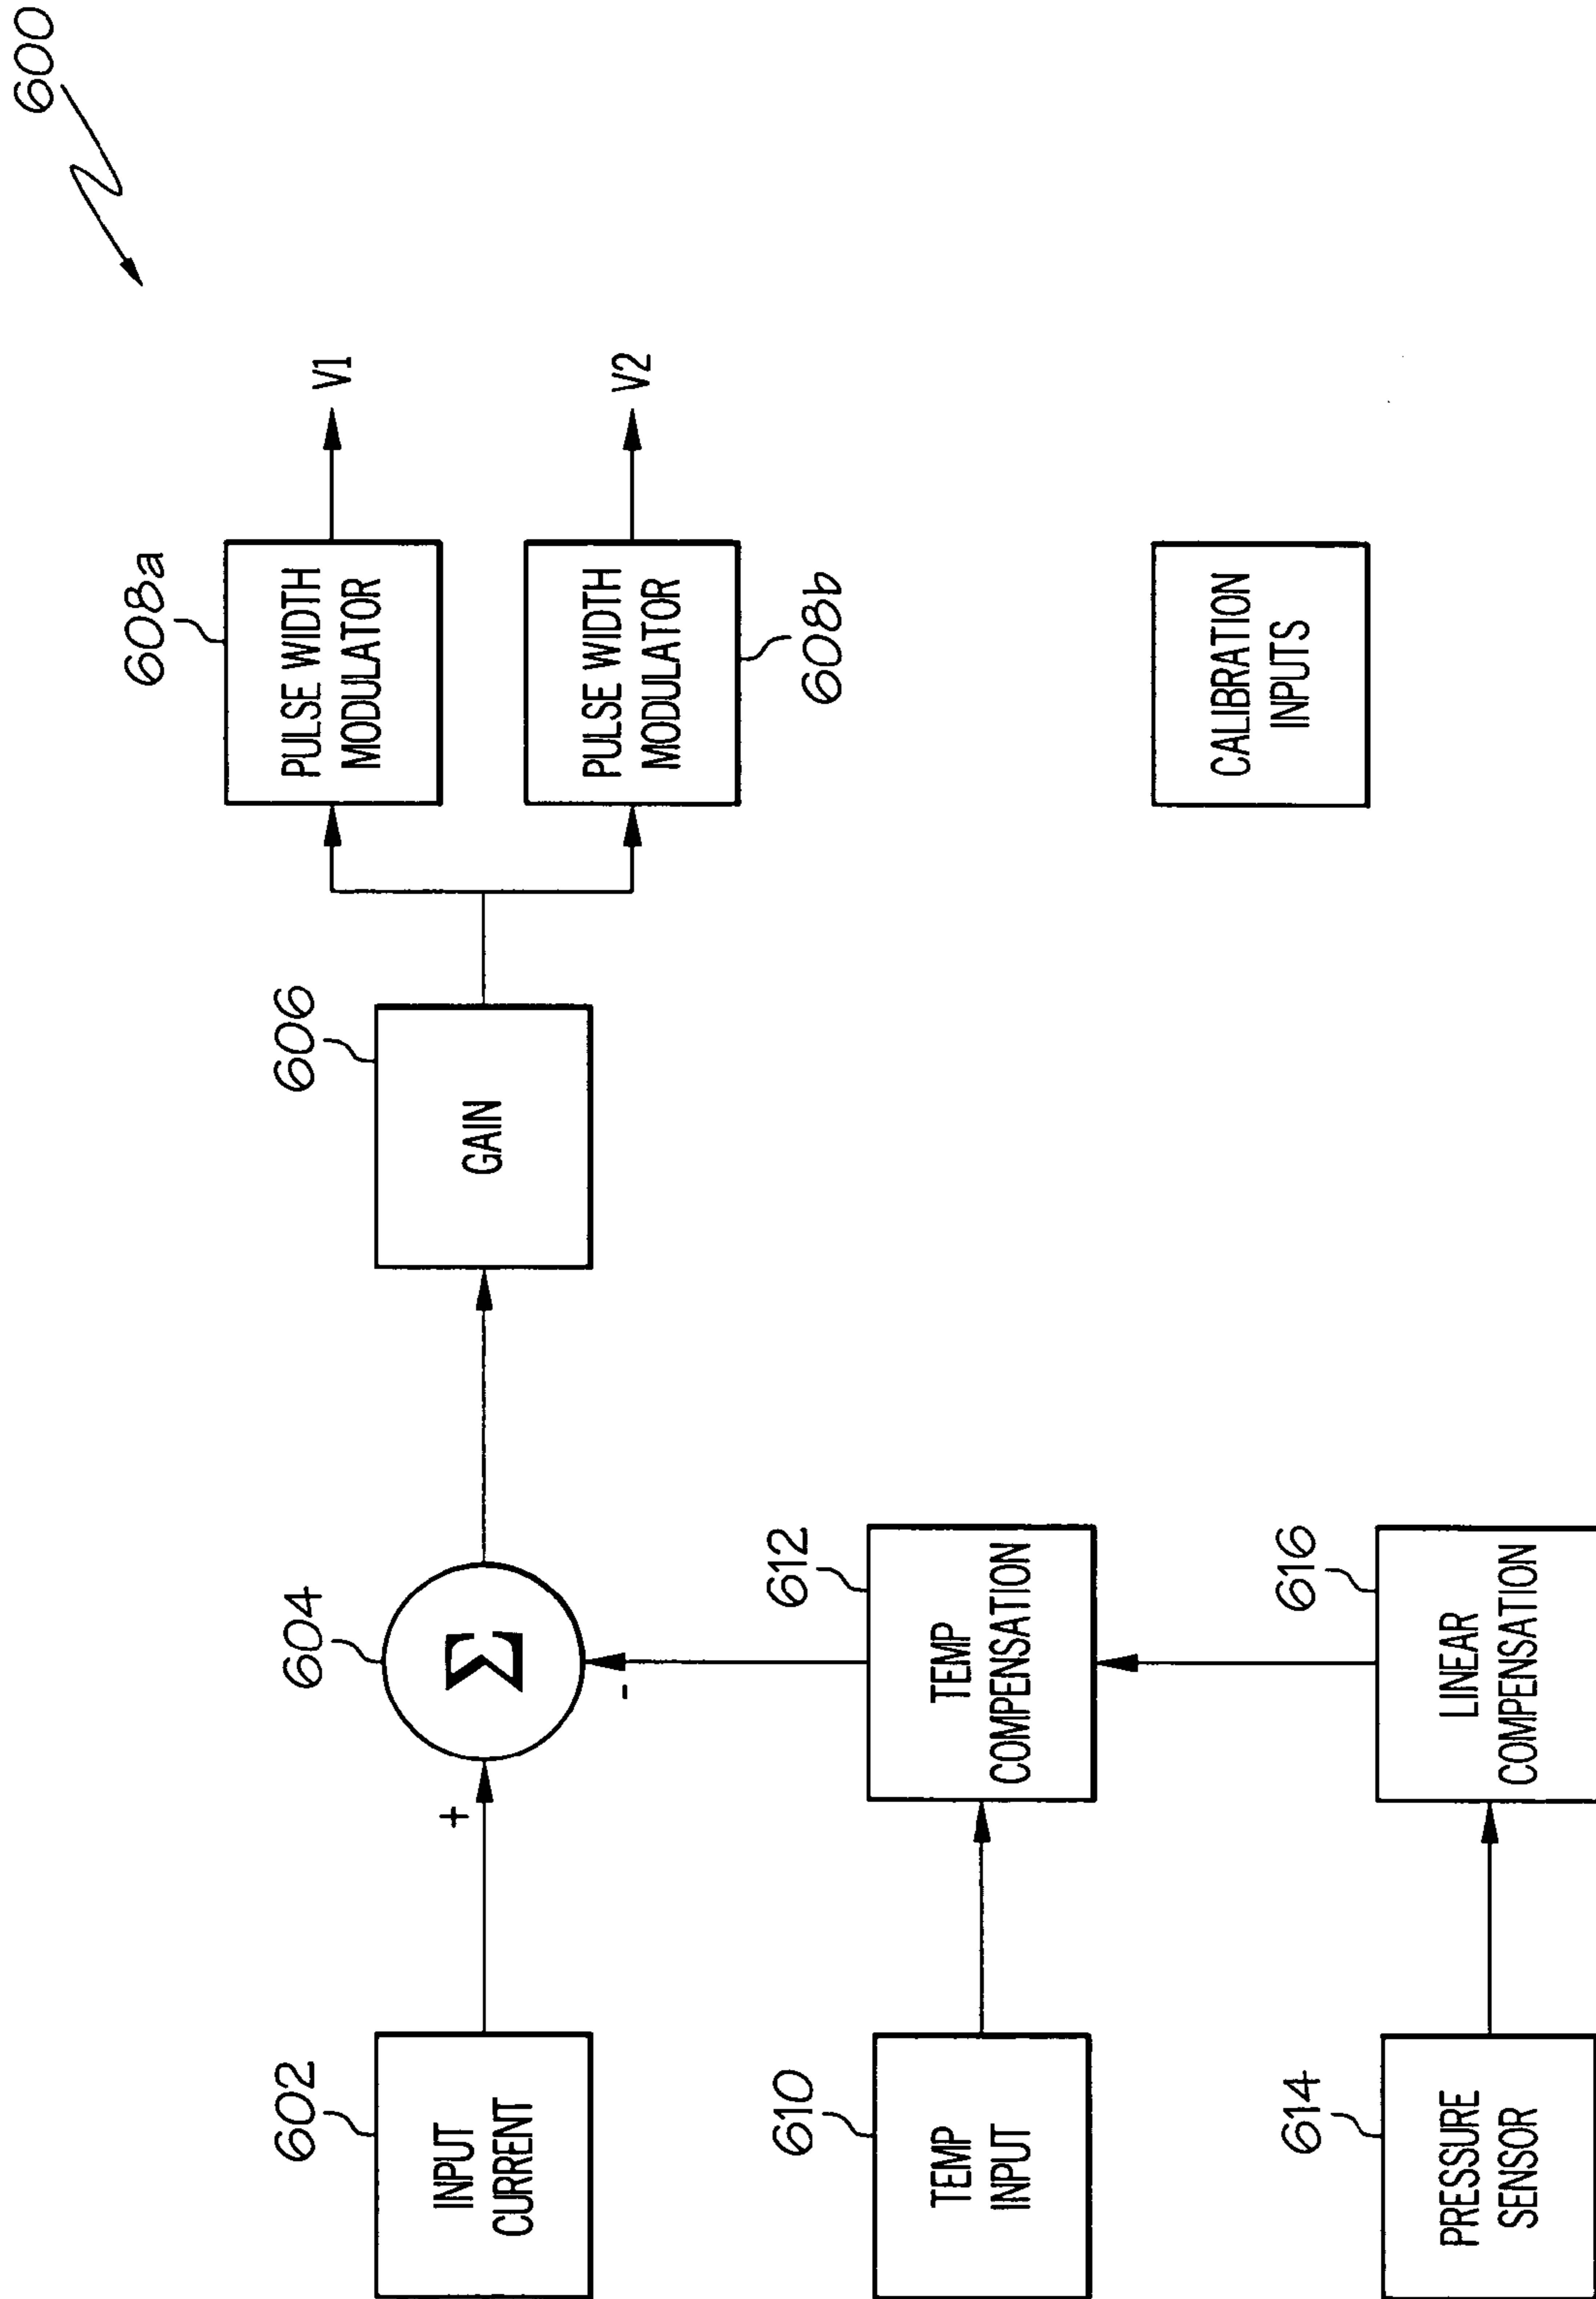 600
608a
PULSE WIDTH
MODULATOR
V1
606
GAIN
608b
PULSE WIDTH
MODULATOR
V2
602
INPUT
CURRENT
+
604
Σ
-
610
TEMP
INPUT
612
TEMP
COMPENSATION
CALIBRATION
INPUTS
614
PRESSURE
SENSOR
616
LINEAR
COMPENSATION